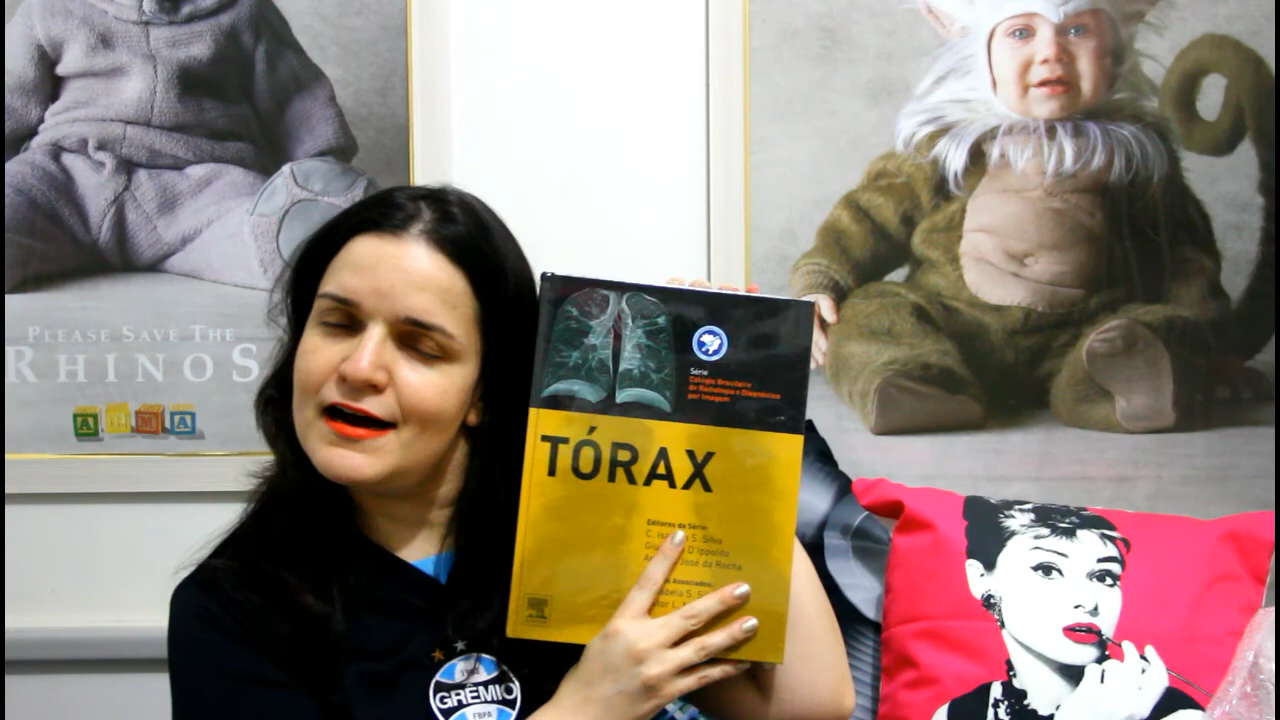 PLEASE SAVE THE
RHINOS
A
A
Série
Colégio Brasileiro
de Radiologia e Diagnóstico
por Imagem
TÓRAX
Editores da Série:
C. S. Silva
D'Ippolito
José da Rocha
Associados:
S.
L.
GRÊMIO
FBPA